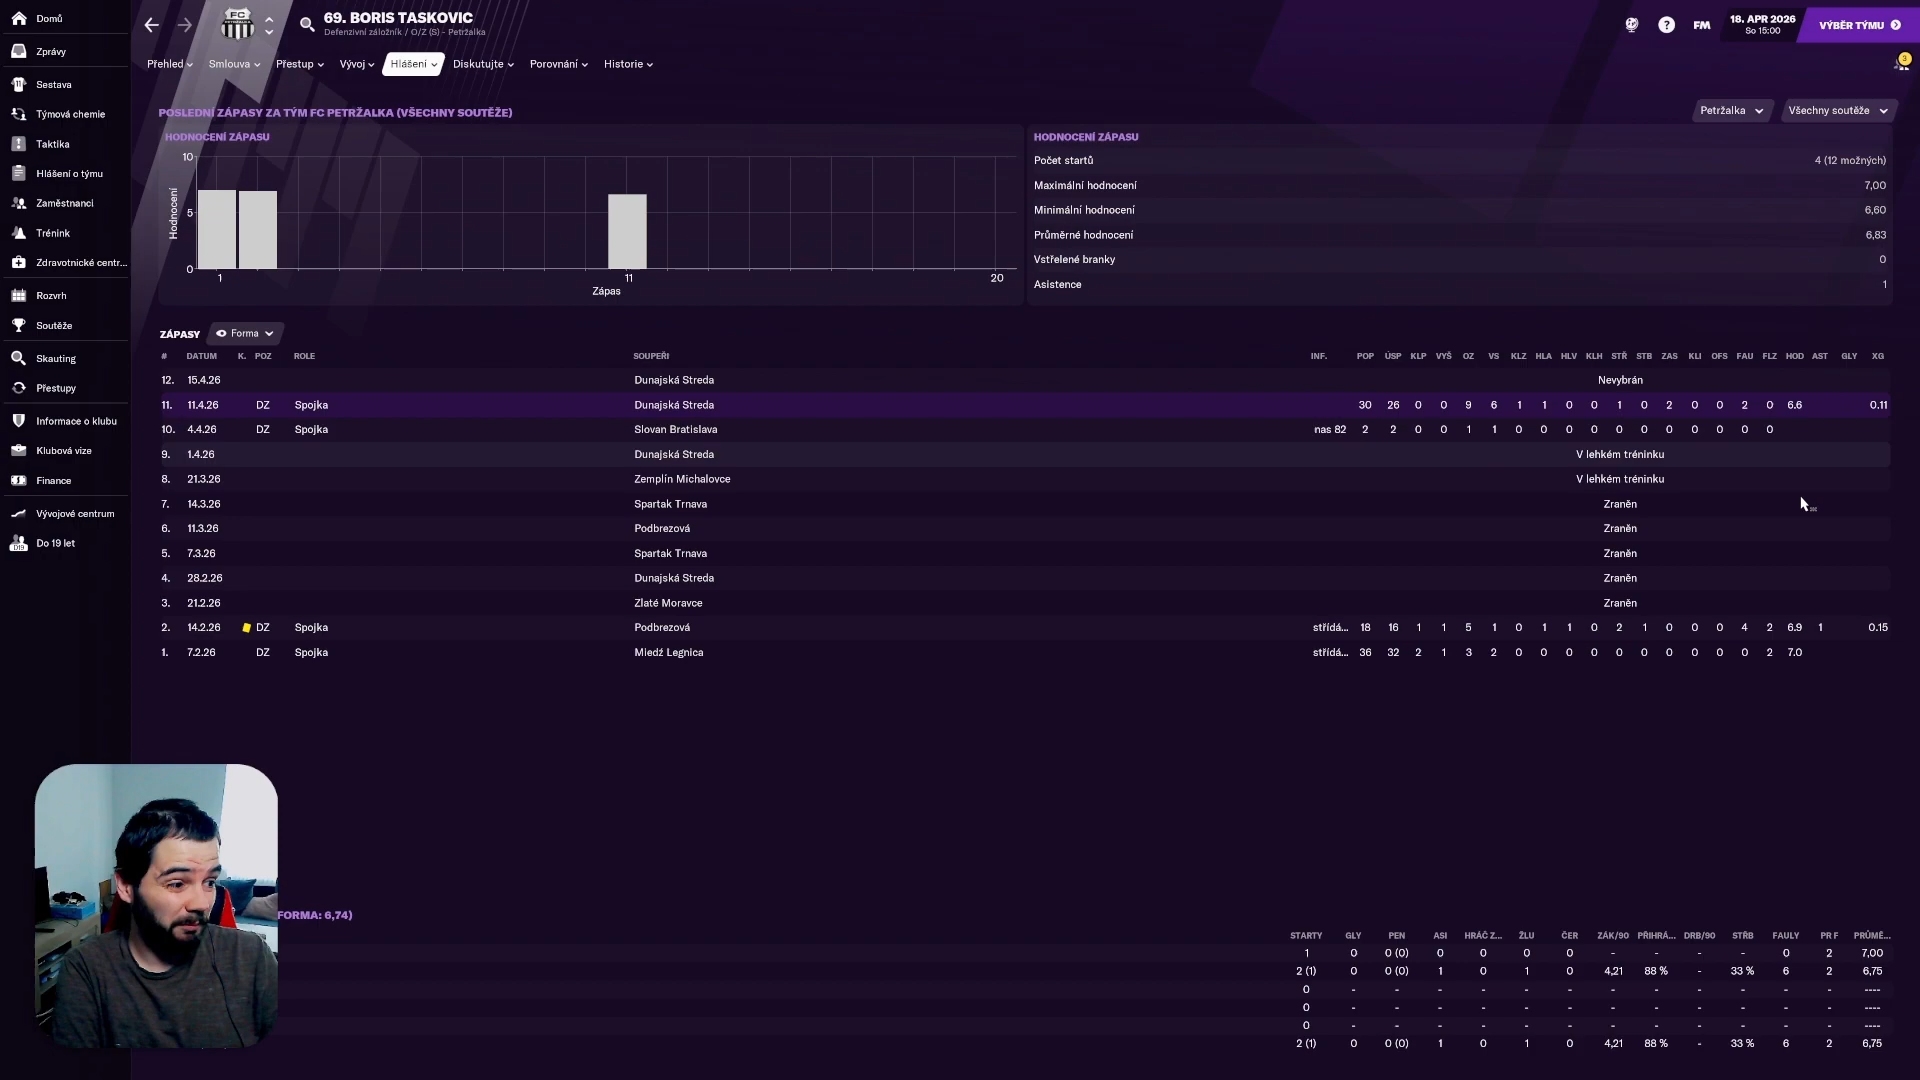 Domů
Zprávy
Sestava
Týmová chemie
Taktika
Hlášení o týmu
Zaměstnanci
Trénink
Zdravotnické centr...
Rozvrh
Soutěže
Skauting
Přestupy
Informace o klubu
Klubová vize
Finance
Vývojové centrum
Do 19 let
69. BORIS TASKOVIC
Defenzivní záložník / O/Z (S) - Petržalka
FM
18. APR 2026
So 15:00
VÝBĚR TÝMU
3
Přehled Smlouva Přestup Vývoj Hlášení Diskutujte Porovnání Historie
POSLEDNÍ ZÁPASY ZA TÝM FC PETRŽALKA (VŠECHNY SOUTĚŽE)
Petržalka Všechny soutěže
HODNOCENÍ ZÁPASU
Hodnocení
10
5
0
1 11 20
Zápas
HODNOCENÍ ZÁPASU
Počet startů 4 (12 možných)
Maximální hodnocení 7,00
Minimální hodnocení 6,60
Průměrné hodnocení 6,83
Vstřelené branky 0
Asistence 1
ZÁPASY Forma
# DATUM K. POZ ROLE SOUPEŘI INF. POP ÚSP KLP VYŠ OZ VS KLZ HLA HLV KLH STŘ STB ZAS KLI OFS FAU FLZ HOD AST GLY XG
12. 15.4.26 Dunajská Streda Nevybrán
11. 11.4.26 DZ Spojka Dunajská Streda 30 26 0 0 9 6 1 1 0 0 1 0 2 0 0 2 0 6.6 0.11
10. 4.4.26 DZ Spojka Slovan Bratislava nas 82 2 2 0 0 1 1 0 0 0 0 0 0 0 0 0 0 0
9. 1.4.26 Dunajská Streda V lehkém tréninku
8. 21.3.26 Zemplín Michalovce V lehkém tréninku
7. 14.3.26 Spartak Trnava Zraněn
6. 11.3.26 Podbrezová Zraněn
5. 7.3.26 Spartak Trnava Zraněn
4. 28.2.26 Dunajská Streda Zraněn
3. 21.2.26 Zlaté Moravce Zraněn
2. 14.2.26 DZ Spojka Podbrezová střídá... 18 16 1 1 5 1 0 1 1 0 2 1 0 0 0 4 2 6.9 1 0.15
1. 7.2.26 DZ Spojka Miedź Legnica střídá... 36 32 2 1 3 2 0 0 0 0 0 0 0 0 0 0 2 7.0
FORMA: 6,74)
STARTY GLY PEN ASI HRÁČ Z... ŽLU ČER ZÁK/90 PŘIHRÁ... DRB/90 STŘB FAULY PR F PRŮMĚ...
1 0 0 (0) 0 0 0 0 - - - - 0 2 7,00
2 (1) 0 0 (0) 1 0 1 0 4,21 88 % - 33 % 6 2 6,75
0 - - - - - - - - - - - - ----
0 - - - - - - - - - - - - ----
0 - - - - - - - - - - - - ----
2 (1) 0 0 (0) 1 0 1 0 4,21 88 % - 33 % 6 2 6,75